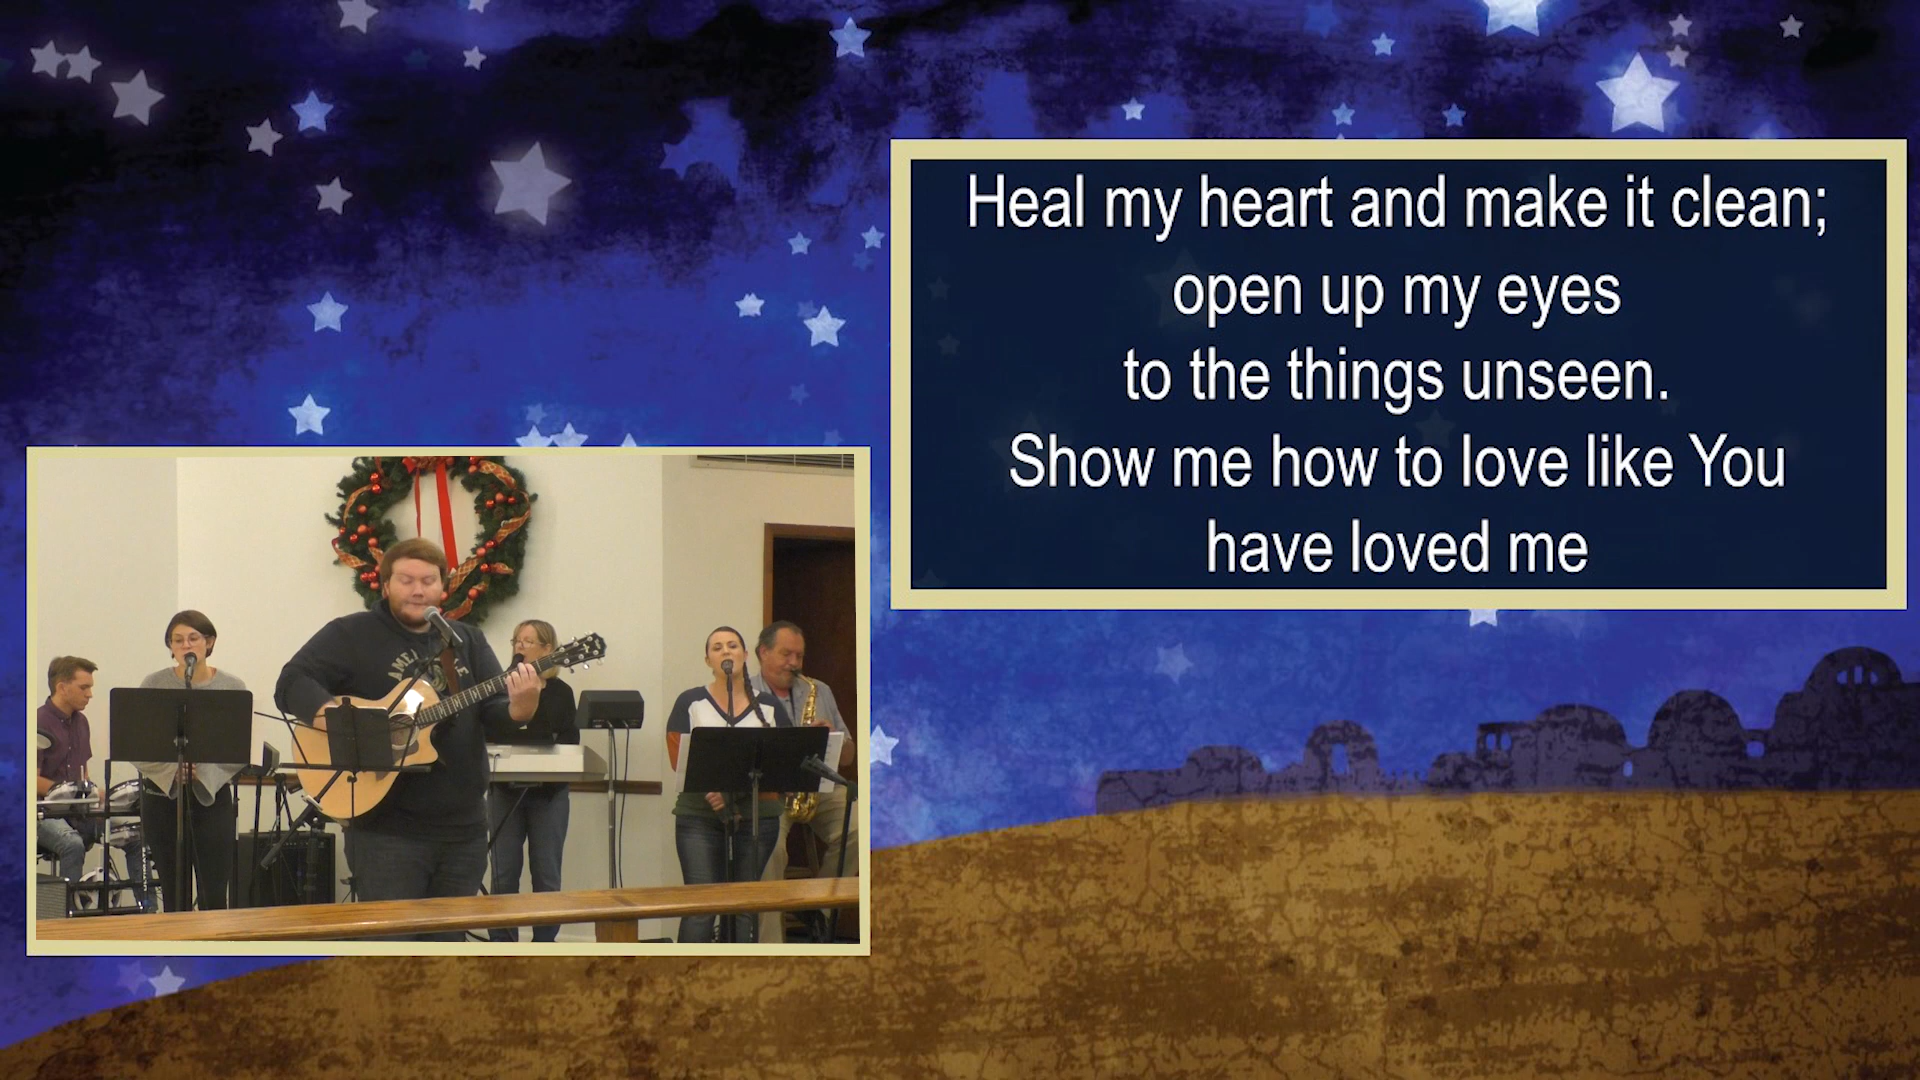 Heal my heart and make it clean;
open up my eyes
to the things unseen.
Show me how to love like You
have loved me